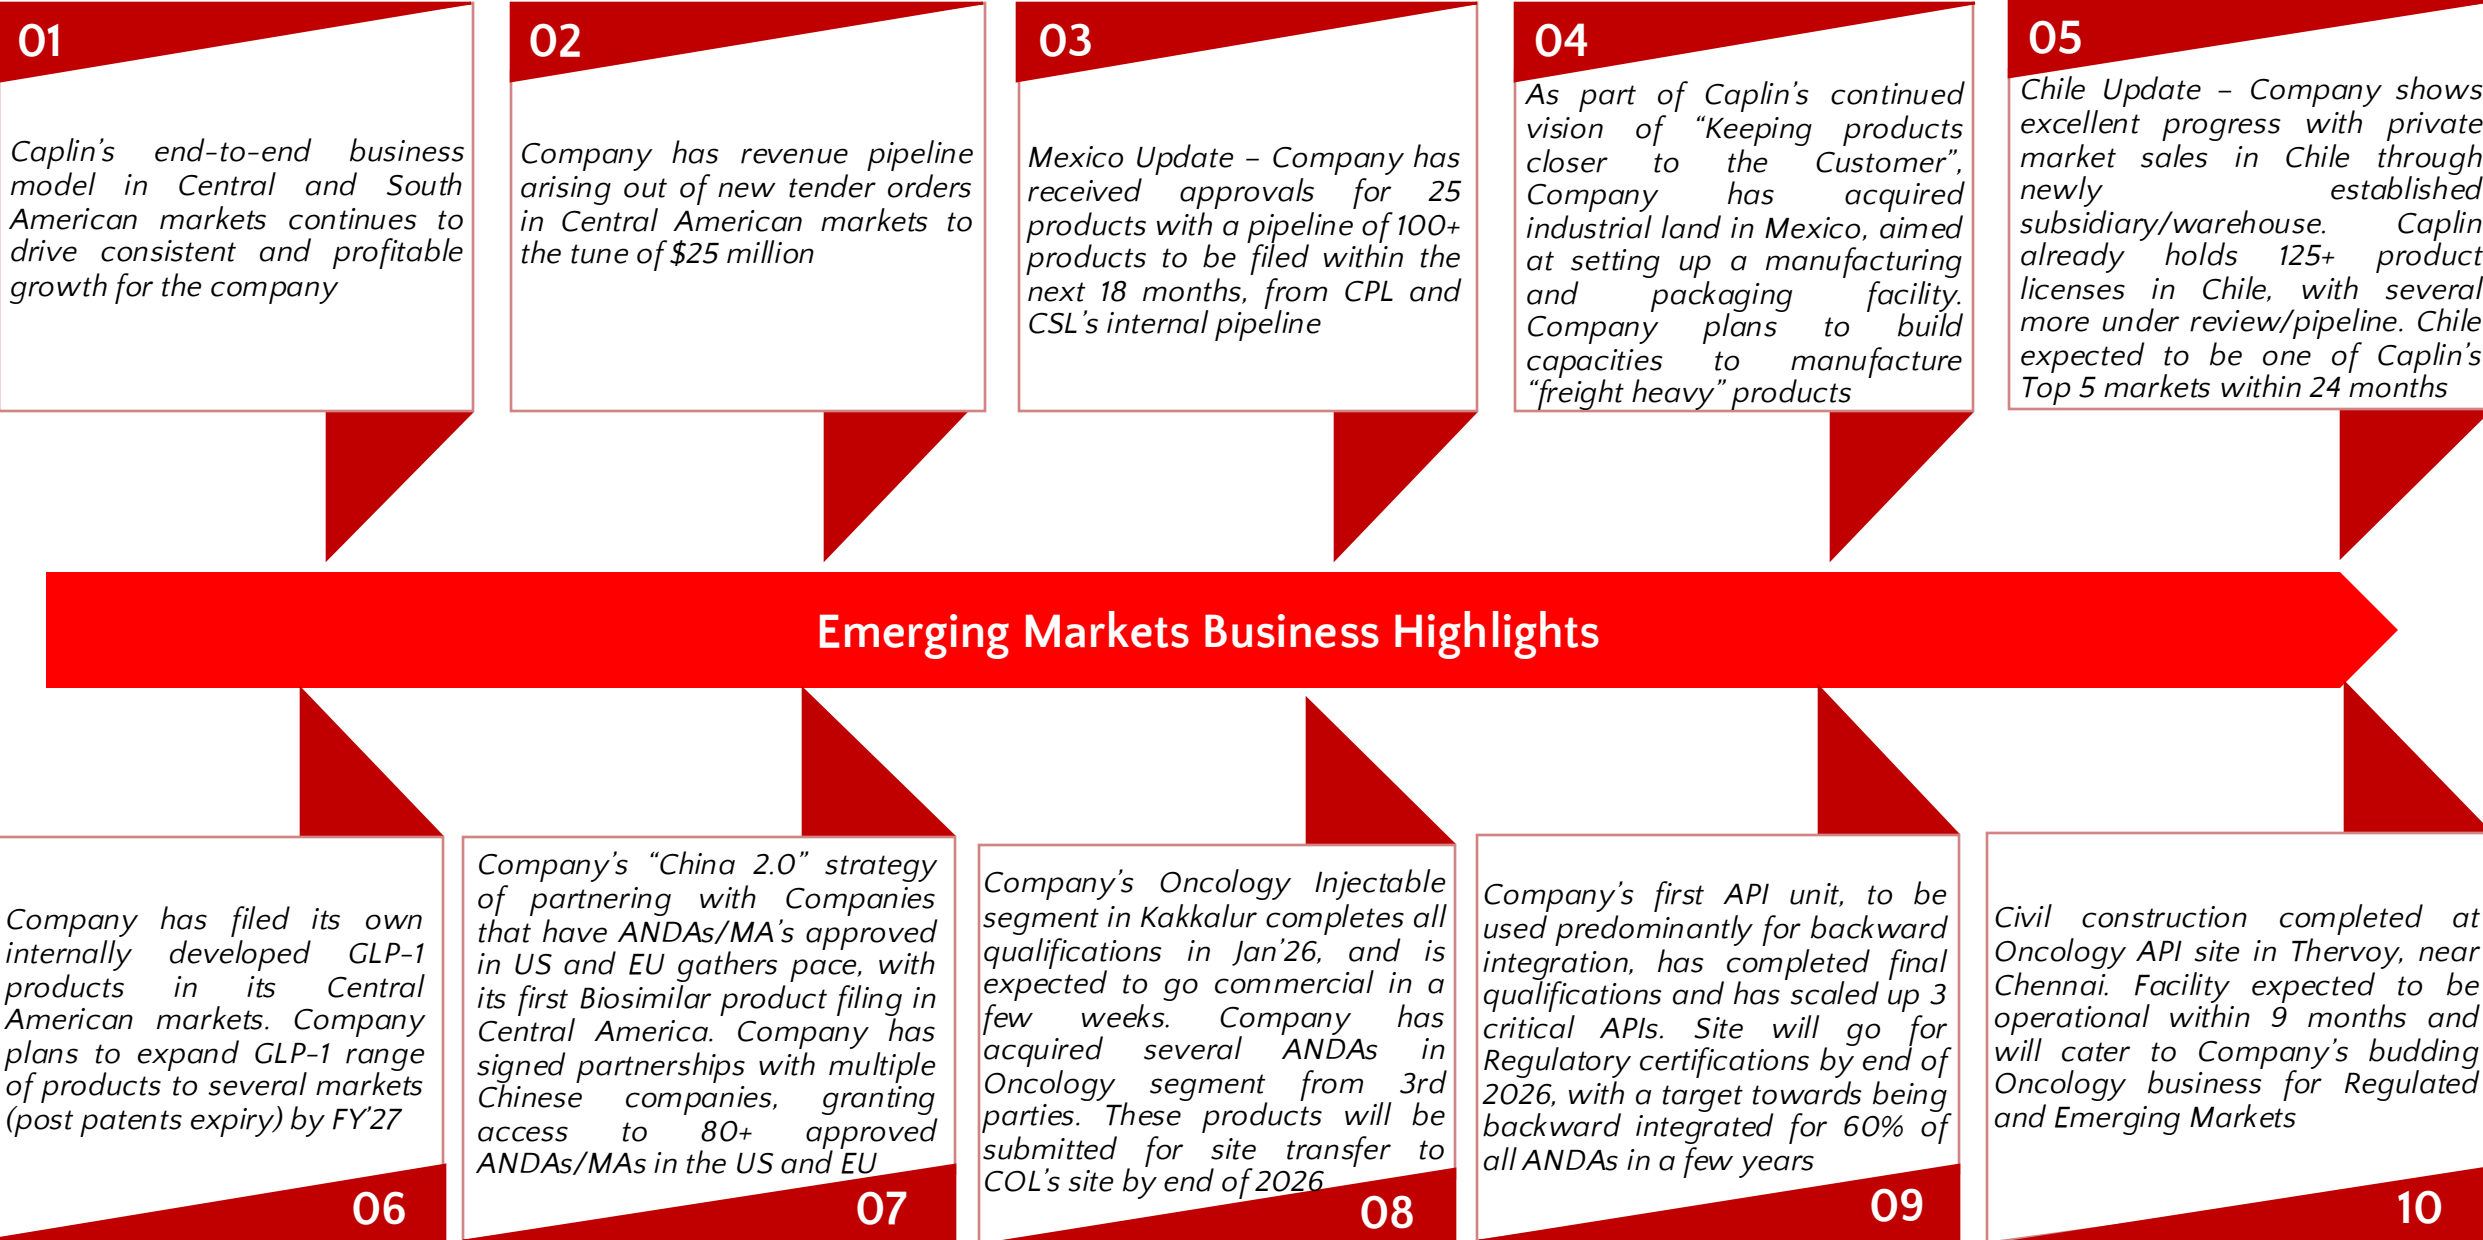 01
Caplin’s end-to-end business
model in Central and South
American markets continues to
drive consistent and profitable
growth for the company
02
Company has revenue pipeline
arising out of new tender orders
in Central American markets to
the tune of $25 million
03
Mexico Update – Company has
received approvals for 25
products with a pipeline of 100+
products to be filed within the
next 18 months, from CPL and
CSL’s internal pipeline
04
As part of Caplin’s continued
vision of “Keeping products
closer to the Customer”,
Company has acquired
industrial land in Mexico, aimed
at setting up a manufacturing
and packaging facility.
Company plans to build
capacities to manufacture
“freight heavy” products
05
Chile Update – Company shows
excellent progress with private
market sales in Chile through
newly established
subsidiary/warehouse. Caplin
already holds 125+ product
licenses in Chile, with several
more under review/pipeline. Chile
expected to be one of Caplin’s
Top 5 markets within 24 months
Emerging Markets Business Highlights
Company has filed its own
internally developed GLP-1
products in its Central
American markets. Company
plans to expand GLP-1 range
of products to several markets
(post patents expiry) by FY’27
06
Company’s “China 2.0” strategy
of partnering with Companies
that have ANDAs/MA’s approved
in US and EU gathers pace, with
its first Biosimilar product filing in
Central America. Company has
signed partnerships with multiple
Chinese companies, granting
access to 80+ approved
ANDAs/MAs in the US and EU
07
Company’s Oncology Injectable
segment in Kakkalur completes all
qualifications in Jan’26, and is
expected to go commercial in a
few weeks. Company has
acquired several ANDAs in
Oncology segment from 3rd
parties. These products will be
submitted for site transfer to
COL’s site by end of 2026
08
Company’s first API unit, to be
used predominantly for backward
integration, has completed final
qualifications and has scaled up 3
critical APIs. Site will go for
Regulatory certifications by end of
2026, with a target towards being
backward integrated for 60% of
all ANDAs in a few years
09
Civil construction completed at
Oncology API site in Thervoy, near
Chennai. Facility expected to be
operational within 9 months and
will cater to Company’s budding
Oncology business for Regulated
and Emerging Markets
10